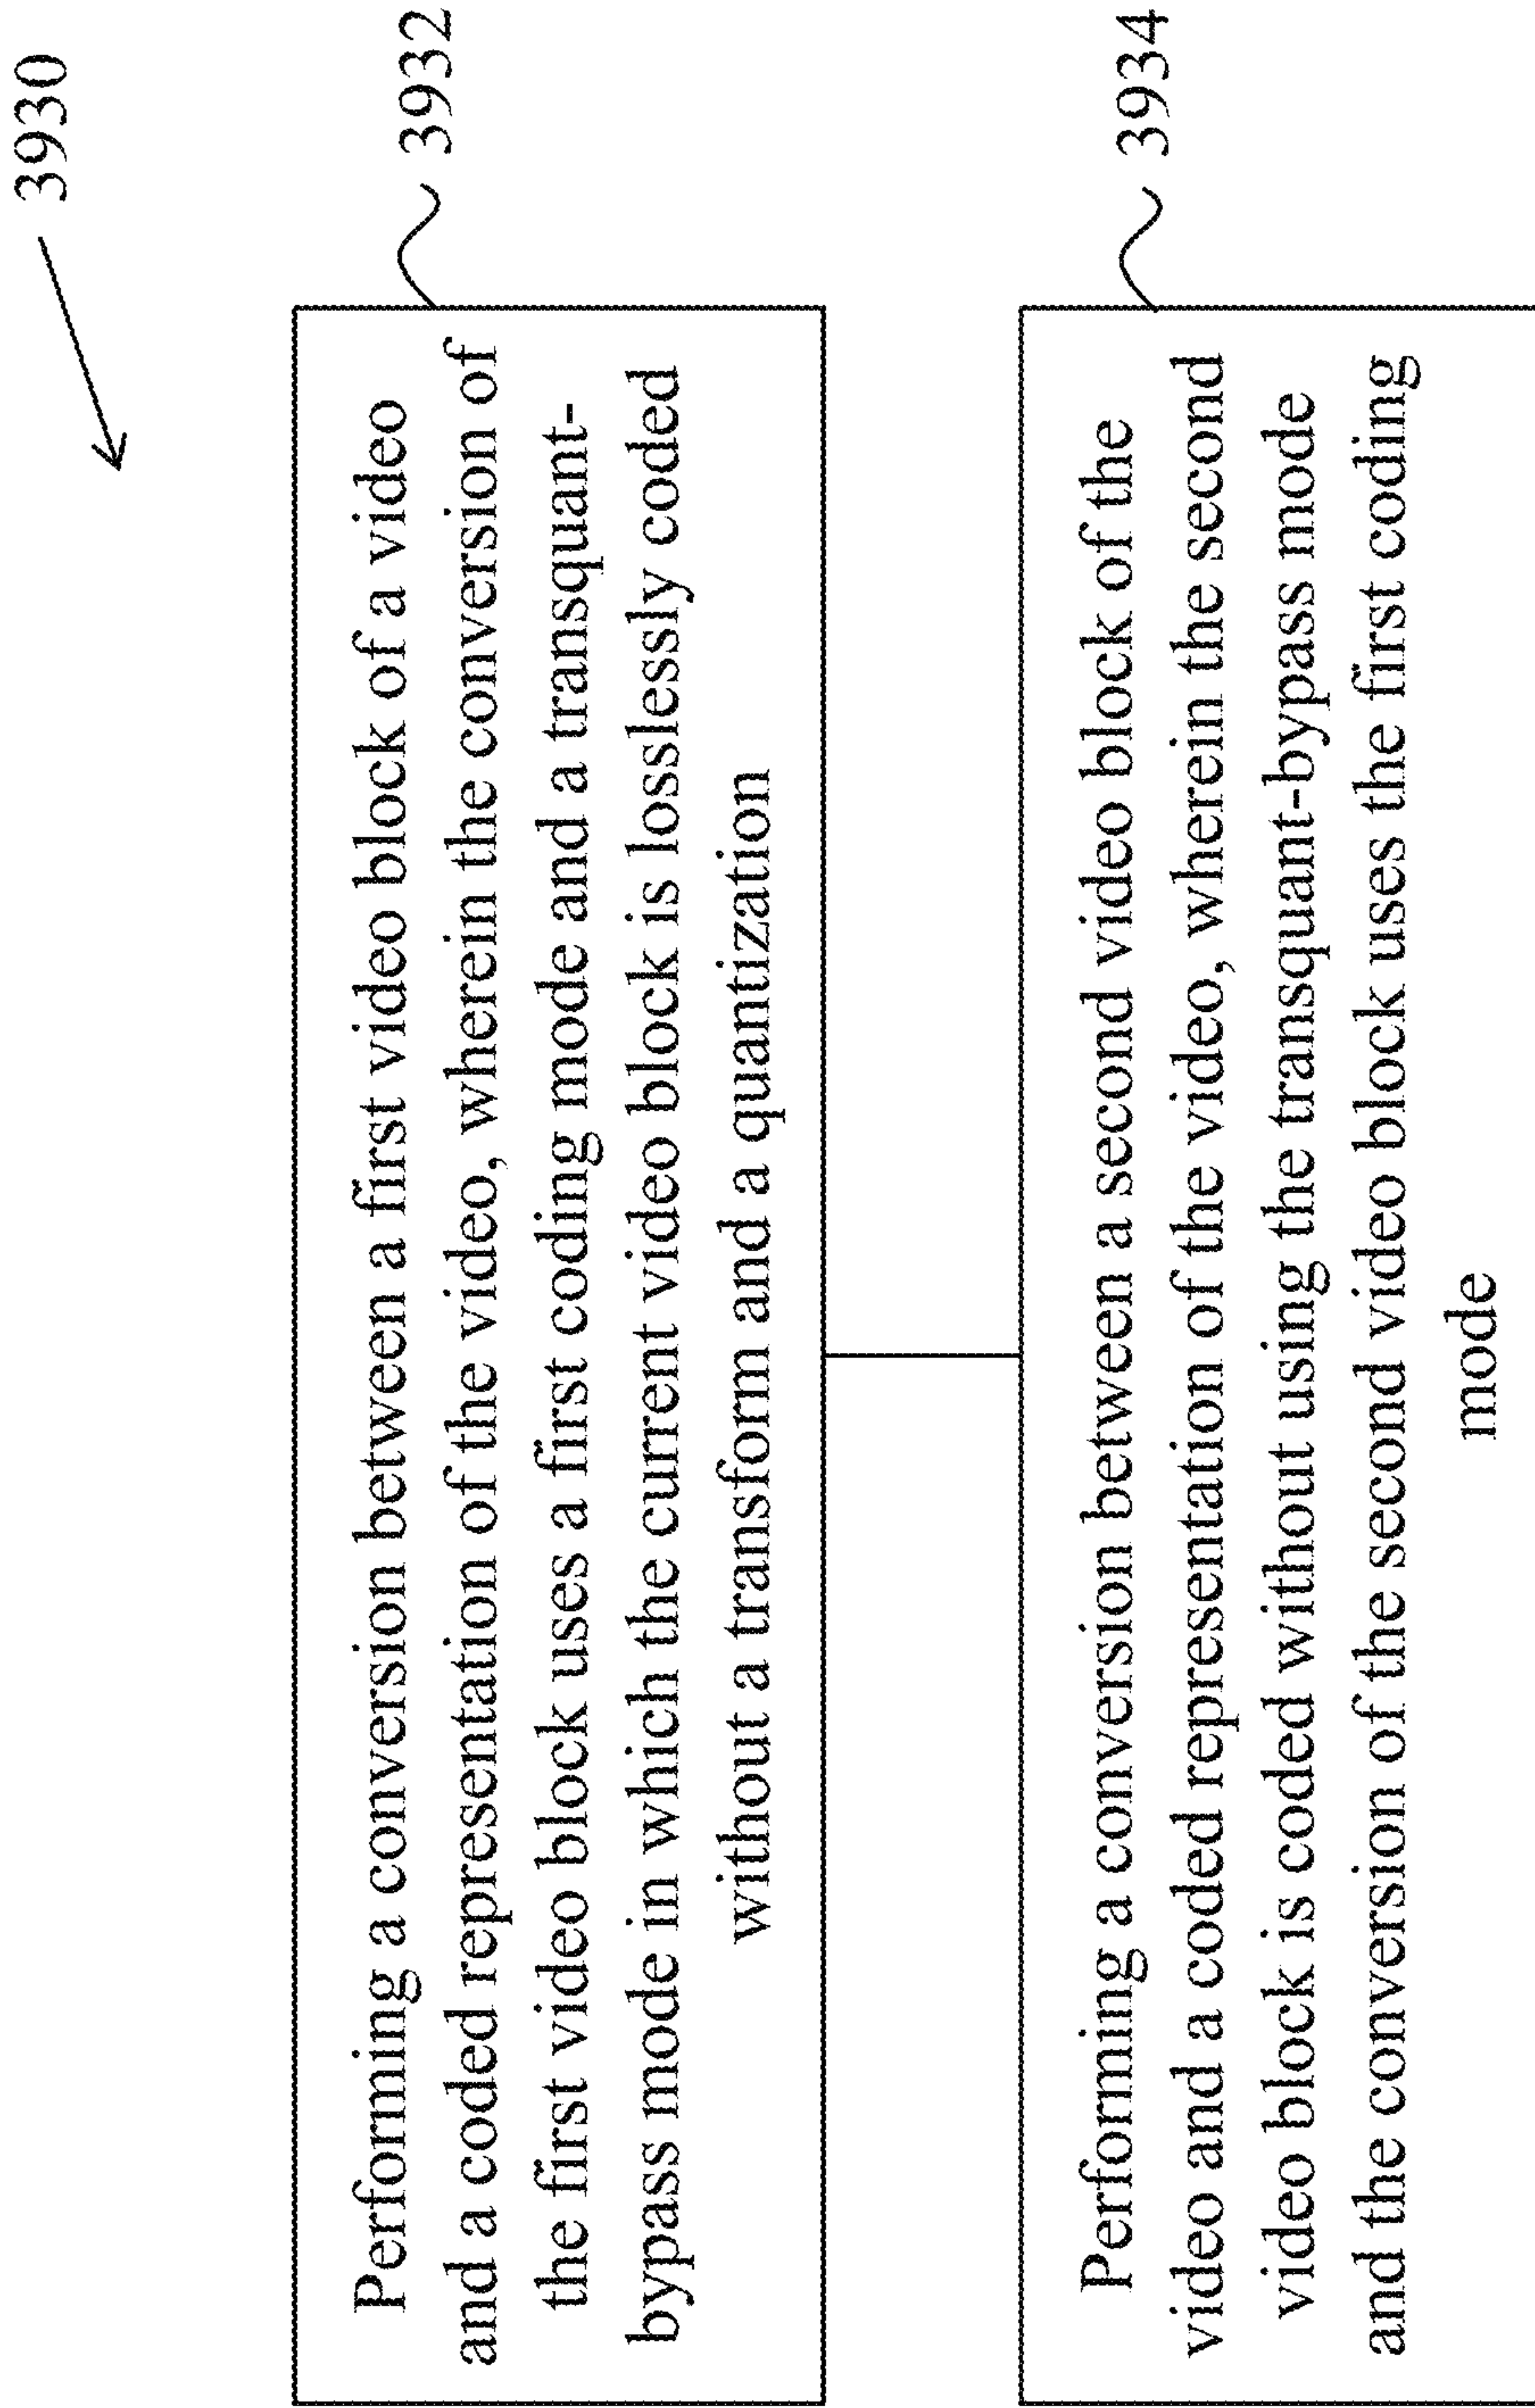 3930
Performing a conversion between a first video block of a video
and a coded representation of the video, wherein the conversion of
the first video block uses a first coding mode and a transquant-
bypass mode in which the current video block is losslessly coded
without a transform and a quantization
3932
Performing a conversion between a second video block of the
video and a coded representation of the video, wherein the second
video block is coded without using the transquant-bypass mode
and the conversion of the second video block uses the first coding
mode
3934